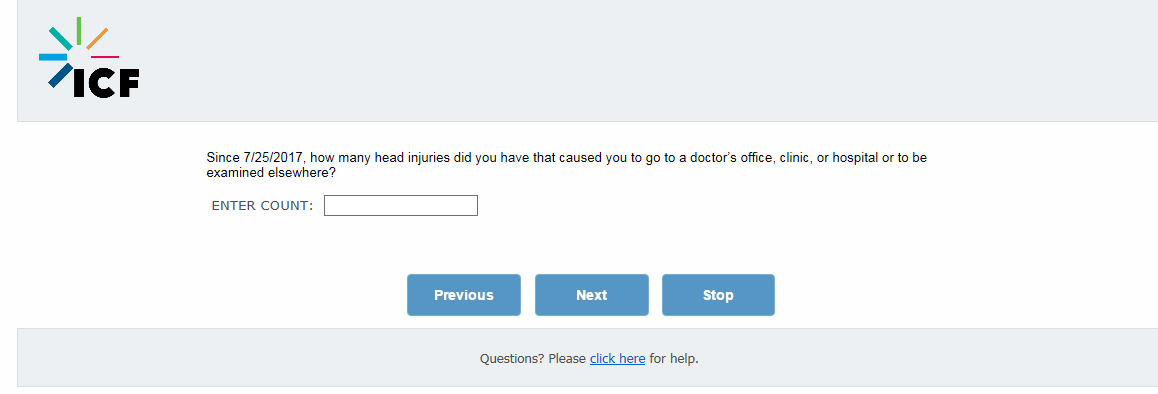 ICF
Since 7/25/2017, how many head injuries did you have that caused you to go to a doctor’s office, clinic, or hospital or to be
examined elsewhere?
ENTER COUNT:
Previous Next Stop
Questions? Please click here for help.